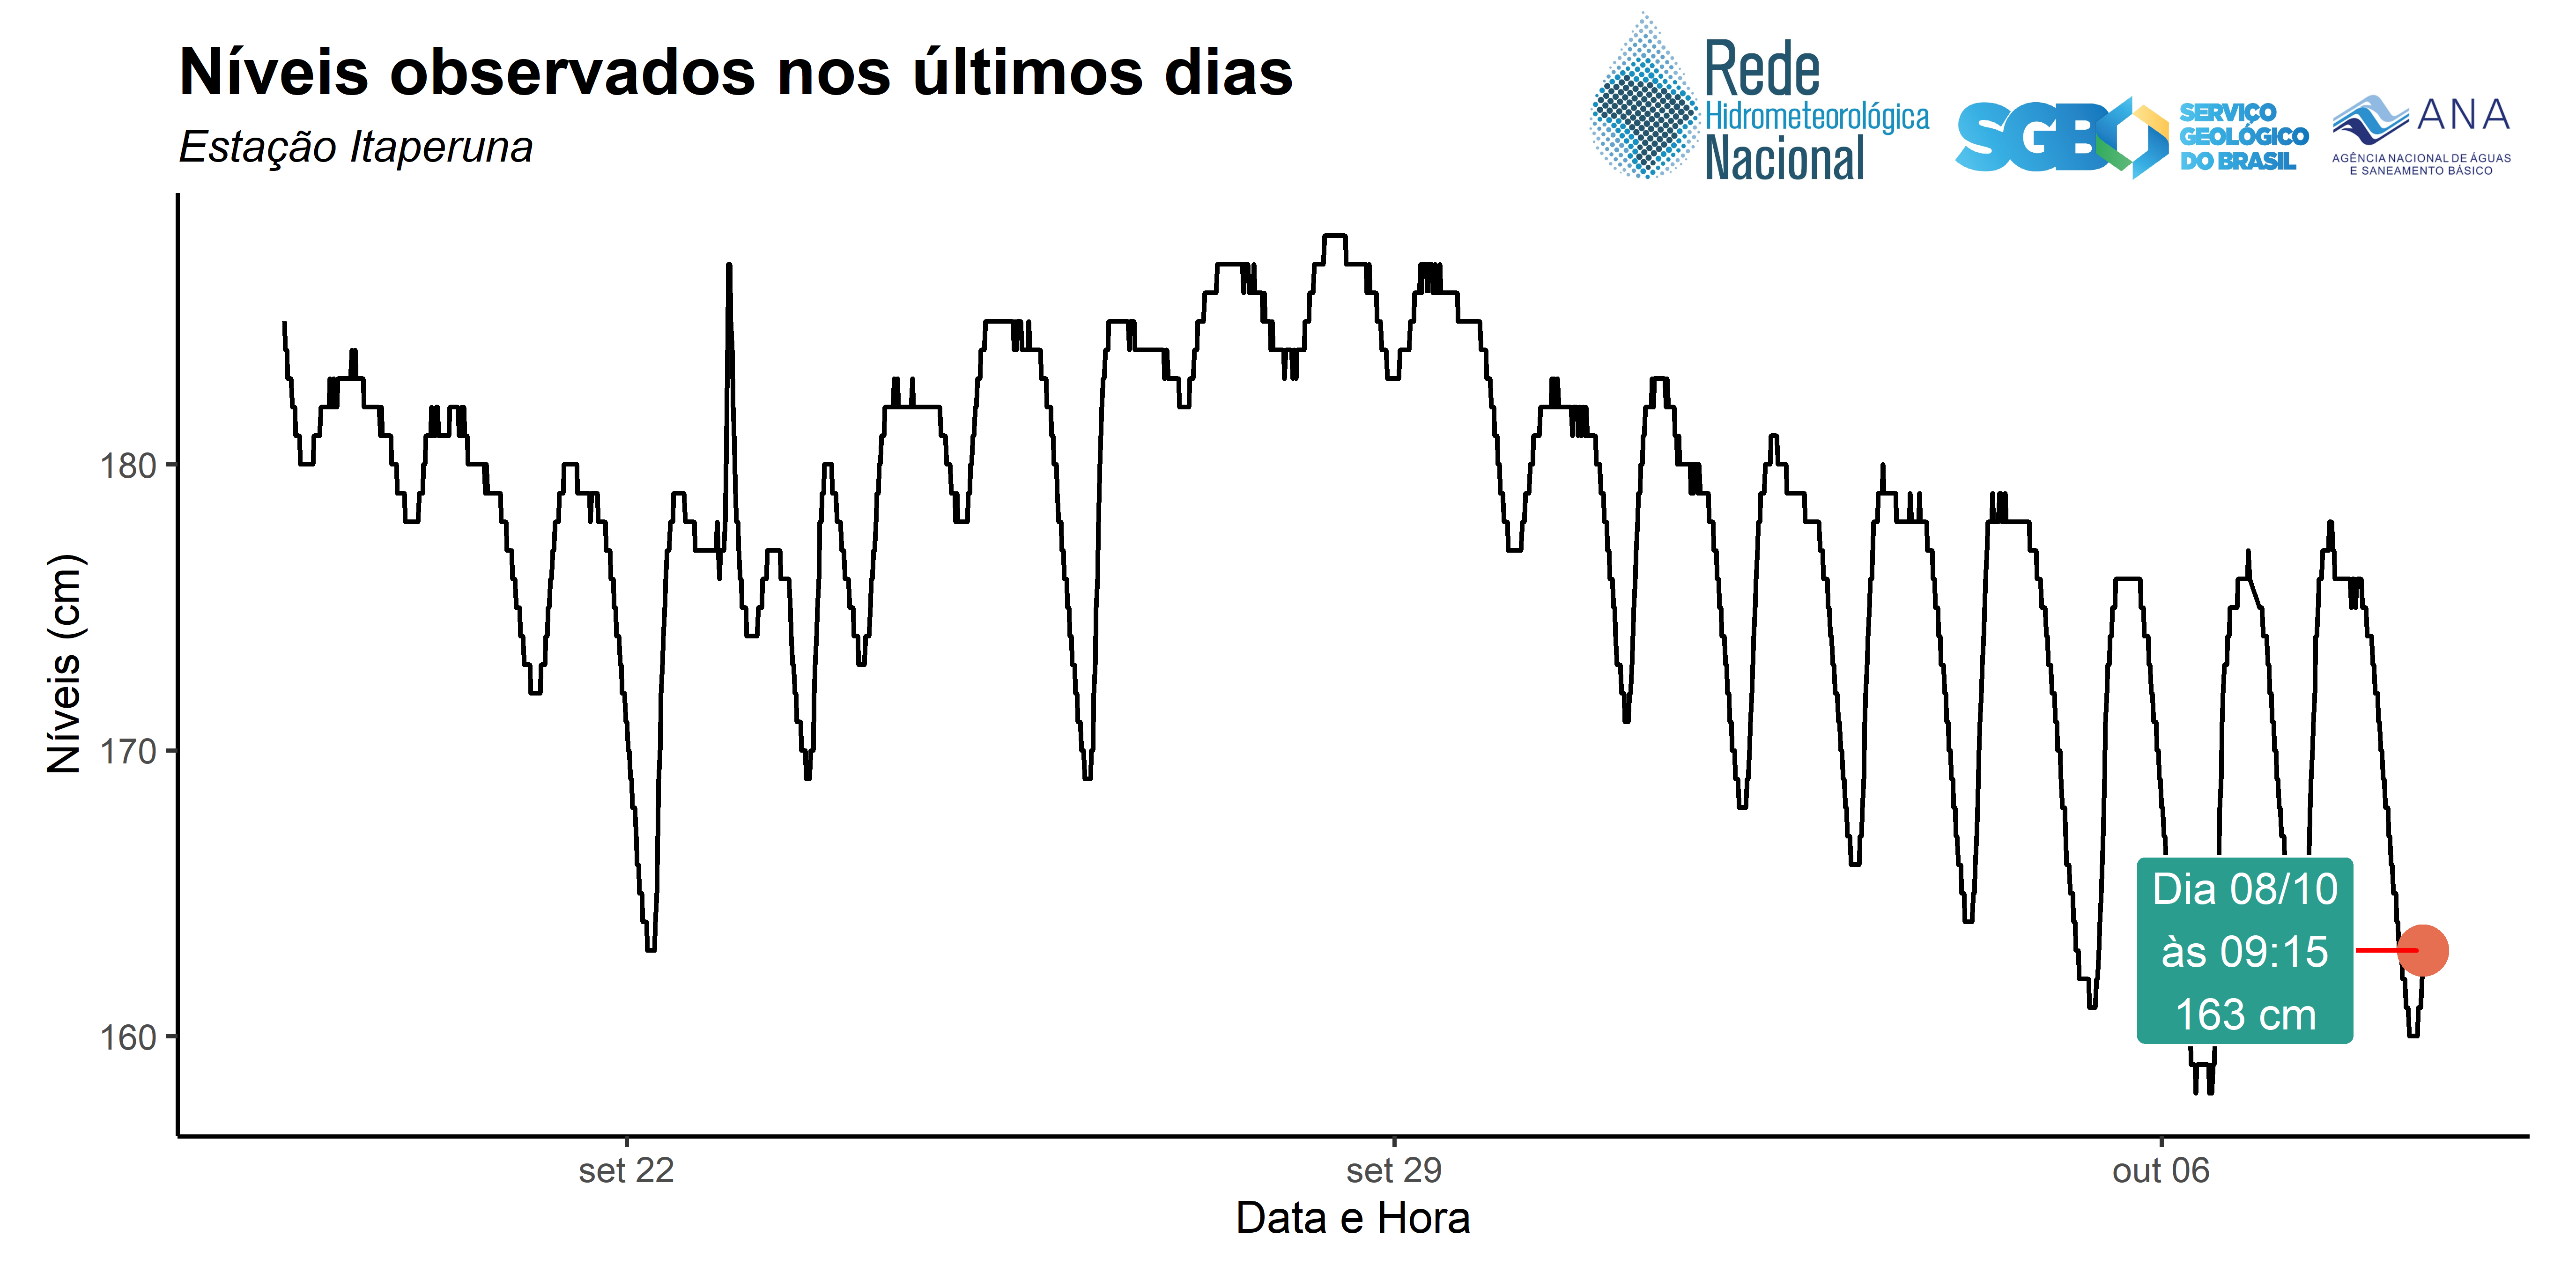 Níveis observados nos últimos dias
Estação Itaperuna
Rede
Hidrometeorológica
Nacional
SGB
SERVIÇO
GEOLÓGICO
DO BRASIL
ANA
AGÊNCIA NACIONAL DE ÁGUAS
E SANEAMENTO BÁSICO
Níveis (cm)
180
170
160
Dia 08/10
às 09:15
163 cm
set 22
set 29
out 06
Data e Hora